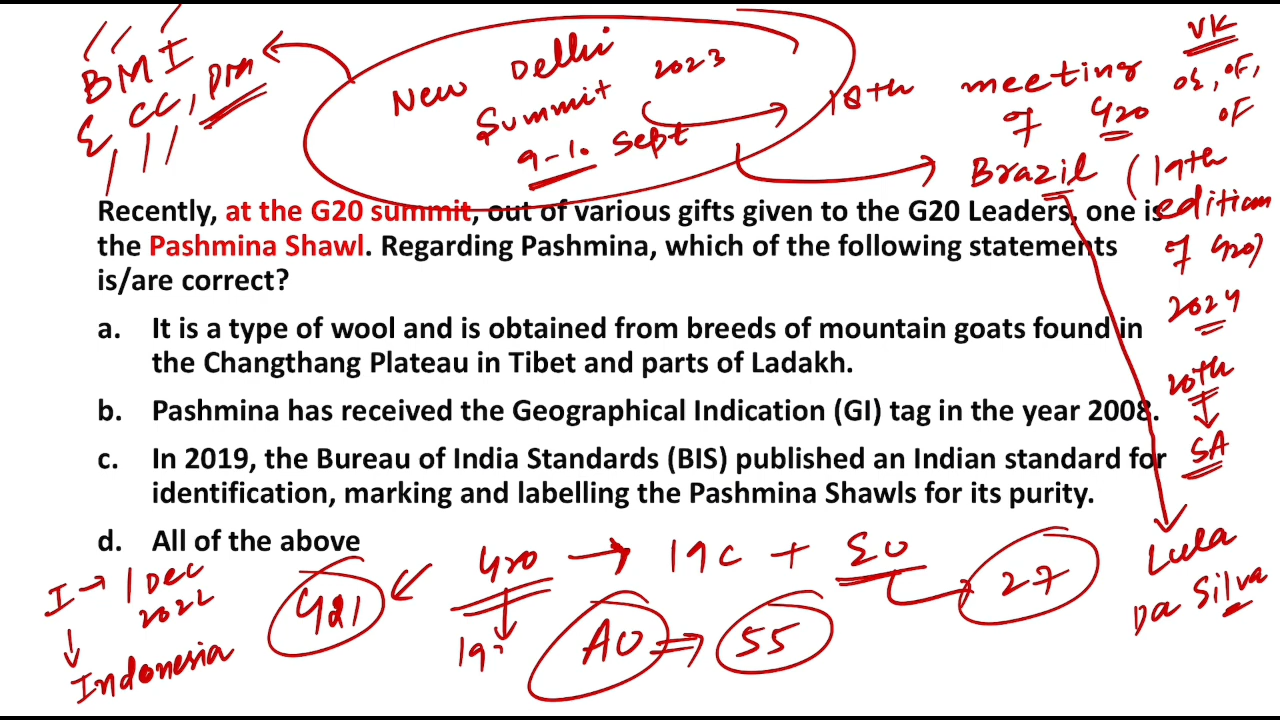 BMI
E, CC, PM
New Delhi
Summit 2023
9-10 Sept
18th meeting
of G20
VK
OE, OF,
OF
Brazil (19th
edition
of G20)
2024
20th
SA
Lula
Da Silva
Recently, at the G20 summit, out of various gifts given to the G20 Leaders, one is
the Pashmina Shawl. Regarding Pashmina, which of the following statements
is/are correct?
a. It is a type of wool and is obtained from breeds of mountain goats found in
the Changthang Plateau in Tibet and parts of Ladakh.
b. Pashmina has received the Geographical Indication (GI) tag in the year 2008.
c. In 2019, the Bureau of India Standards (BIS) published an Indian standard for
identification, marking and labelling the Pashmina Shawls for its purity.
d. All of the above
I → 1 Dec
2022
Indonesia
G21 ← G20 → 19C + EU → 27
AU ⇒ 55